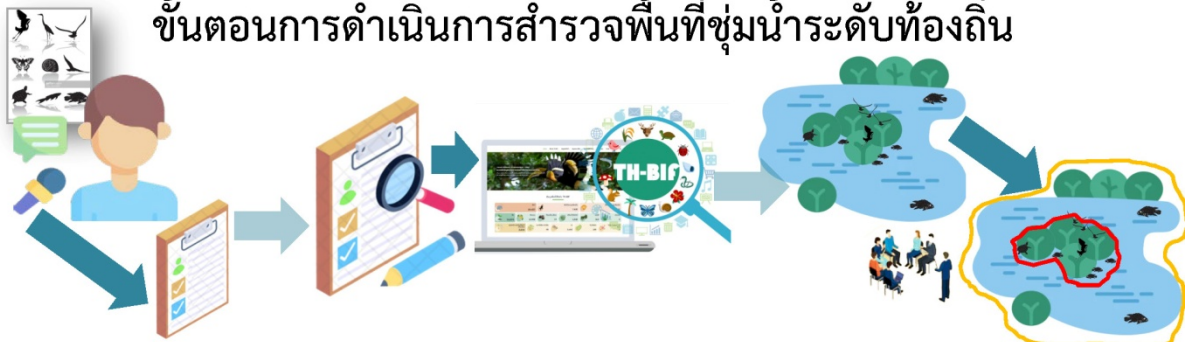 ขั้นตอนการดำเนินการสำรวจพื้นที่ชุ่มน้ำระดับท้องถิ่น
TH-BIF